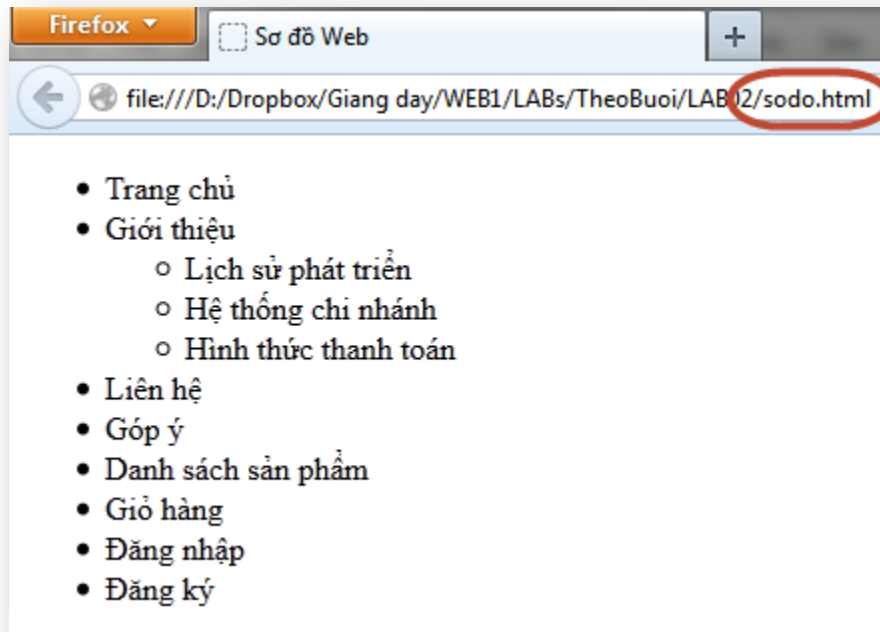 Firefox
Sơ đồ Web
file:///D:/Dropbox/Giang day/WEB1/LABs/TheoBuoi/LAB02/sodo.html
Trang chủ
Giới thiệu
Lịch sử phát triển
Hệ thống chi nhánh
Hình thức thanh toán
Liên hệ
Góp ý
Danh sách sản phẩm
Giỏ hàng
Đăng nhập
Đăng ký